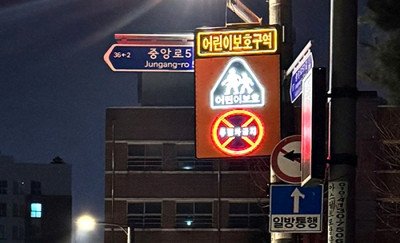 어린이보호구역
36↔2 중앙로5
Jungang-ro 5
어린이보호
주정차금지
일방통행